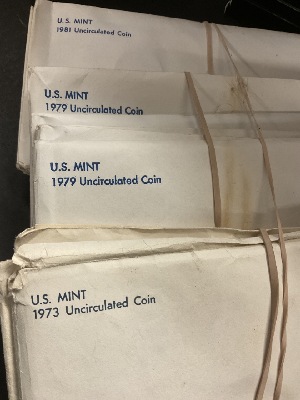 U.S. MINT
1981 Uncirculated Coin
U.S. MINT
1979 Uncirculated Coin
U.S. MINT
1979 Uncirculated Coin
U.S. MINT
1973 Uncirculated Coin